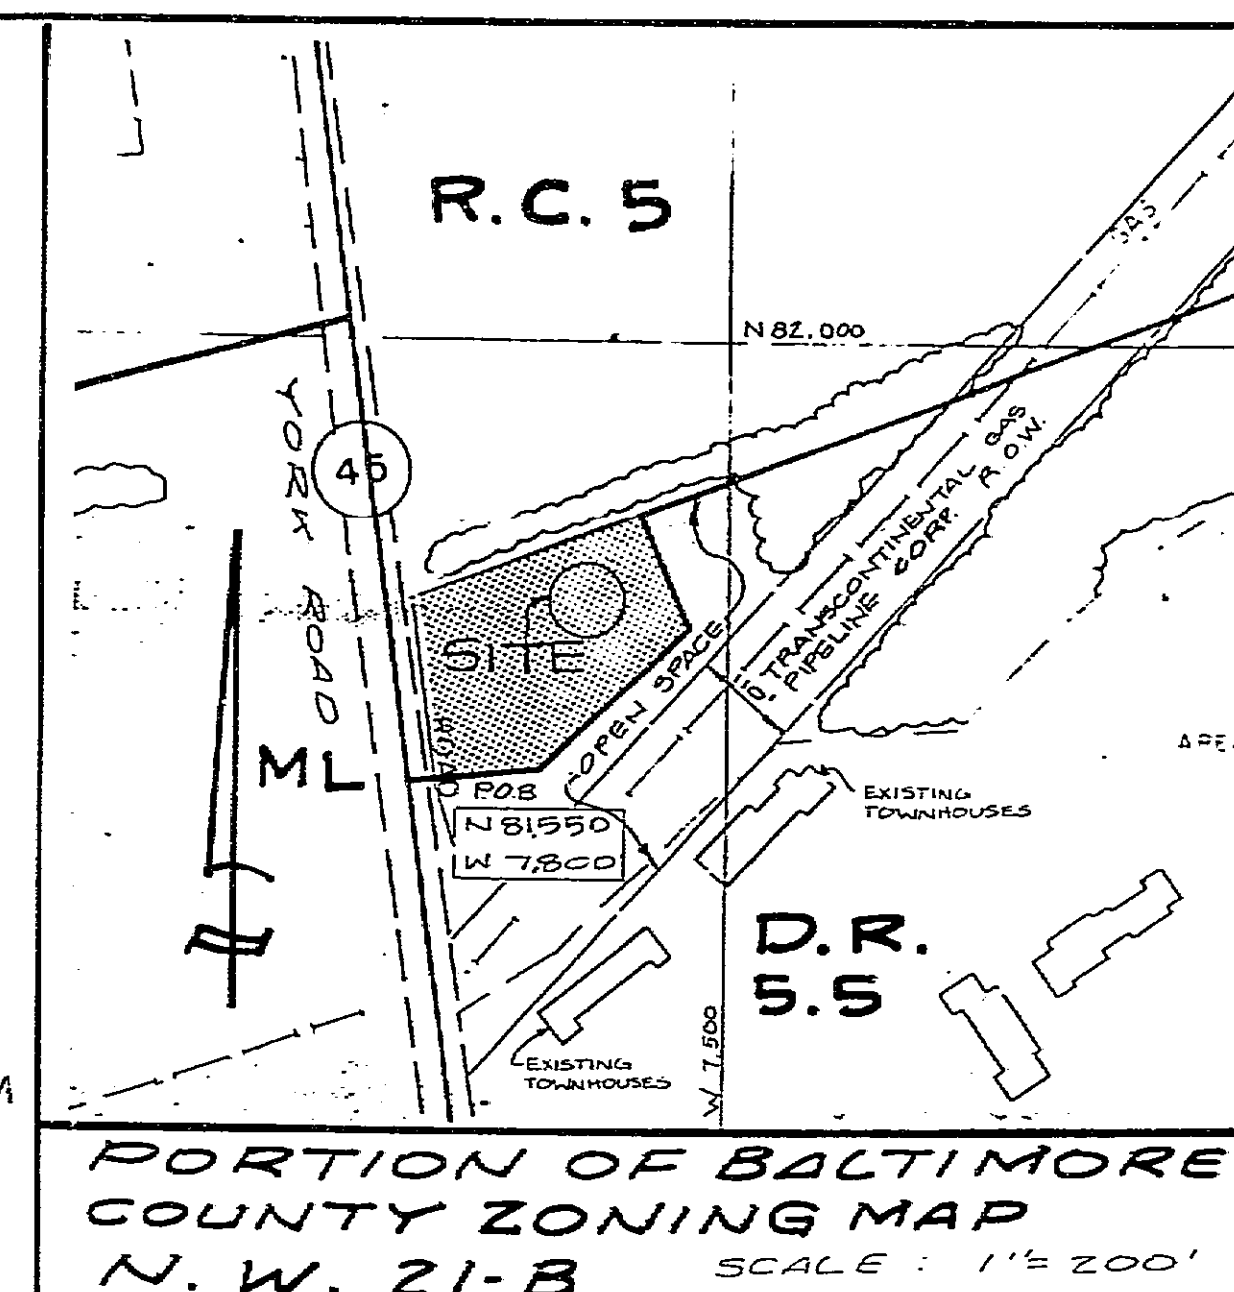 R.C. 5
GAS
N 82,000
YORK ROAD
45
TRANSCONTINENTAL GAS
PIPELINE CORP. R.O.W.
SITE
OPEN SPACE
ROAD
ML
P.O.B
N 81,550
W 7,800
EXISTING
TOWNHOUSES
D.R.
5.5
W 7,500
EXISTING
TOWNHOUSES
PORTION OF BALTIMORE
COUNTY ZONING MAP
N. W. 21-B
SCALE : 1"= 200'